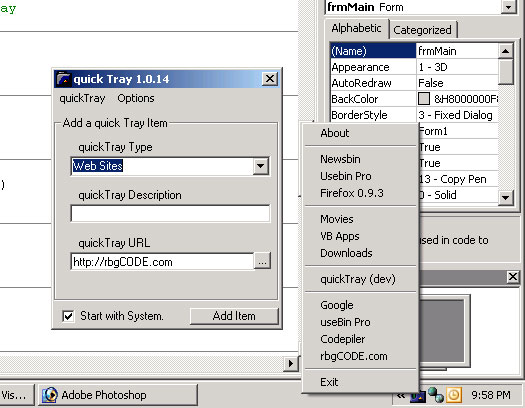 ay
frmMain Form
Alphabetic Categorized
(Name) frmMain
Appearance 1 - 3D
AutoRedraw False
BackColor &H8000000F&
BorderStyle 3 - Fixed Dialog
Form1
True
True
13 - Copy Pen
0 - Solid
used in code to
quick Tray 1.0.14
quickTray Options
Add a quick Tray Item
quickTray Type
Web Sites
quickTray Description
quickTray URL
http://rbgCODE.com
...
Start with System.
Add Item
)
About
Newsbin
Usebin Pro
Firefox 0.9.3
Movies
VB Apps
Downloads
quickTray (dev)
Google
useBin Pro
Codepiler
rbgCODE.com
Exit
Vis...
Adobe Photoshop
«
9:58 PM